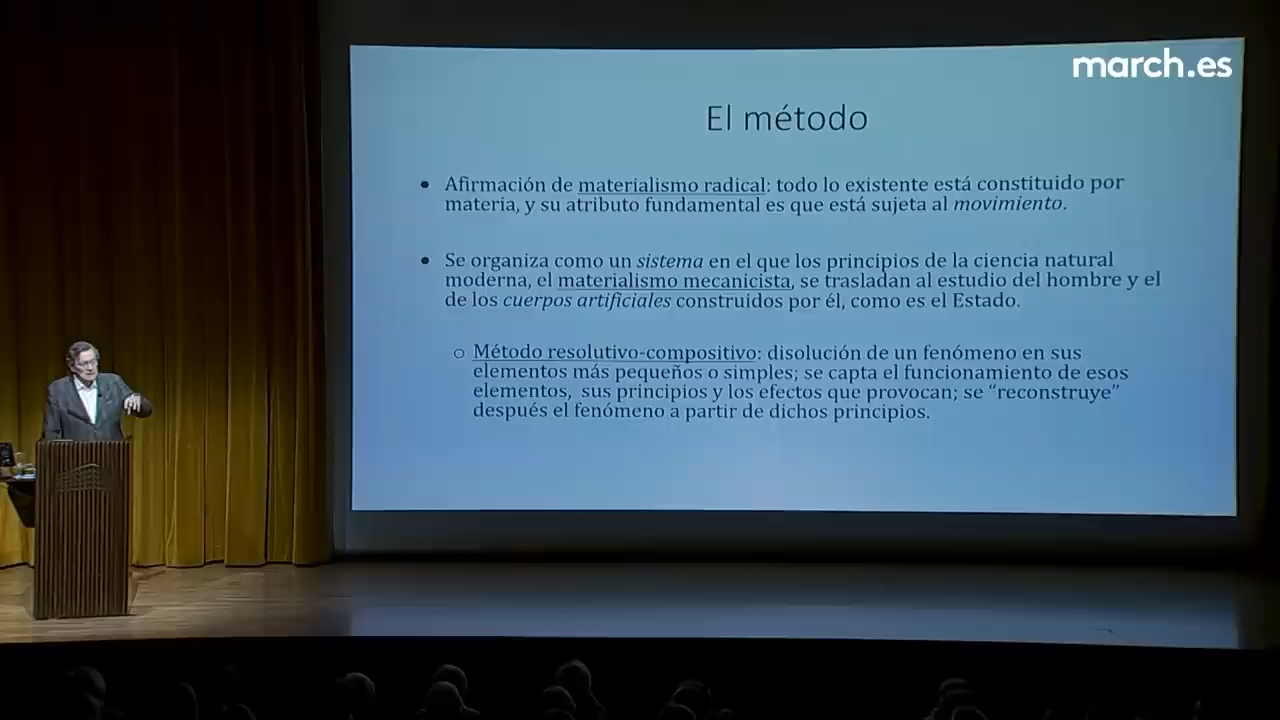 march.es
El método
• Afirmación de materialismo radical: todo lo existente está constituido por
materia, y su atributo fundamental es que está sujeta al movimiento.
• Se organiza como un sistema en el que los principios de la ciencia natural
moderna, el materialismo mecanicista, se trasladan al estudio del hombre y el
de los cuerpos artificiales construidos por él, como es el Estado.
o Método resolutivo-compositivo: disolución de un fenómeno en sus
elementos más pequeños o simples; se capta el funcionamiento de esos
elementos, sus principios y los efectos que provocan; se “reconstruye”
después el fenómeno a partir de dichos principios.